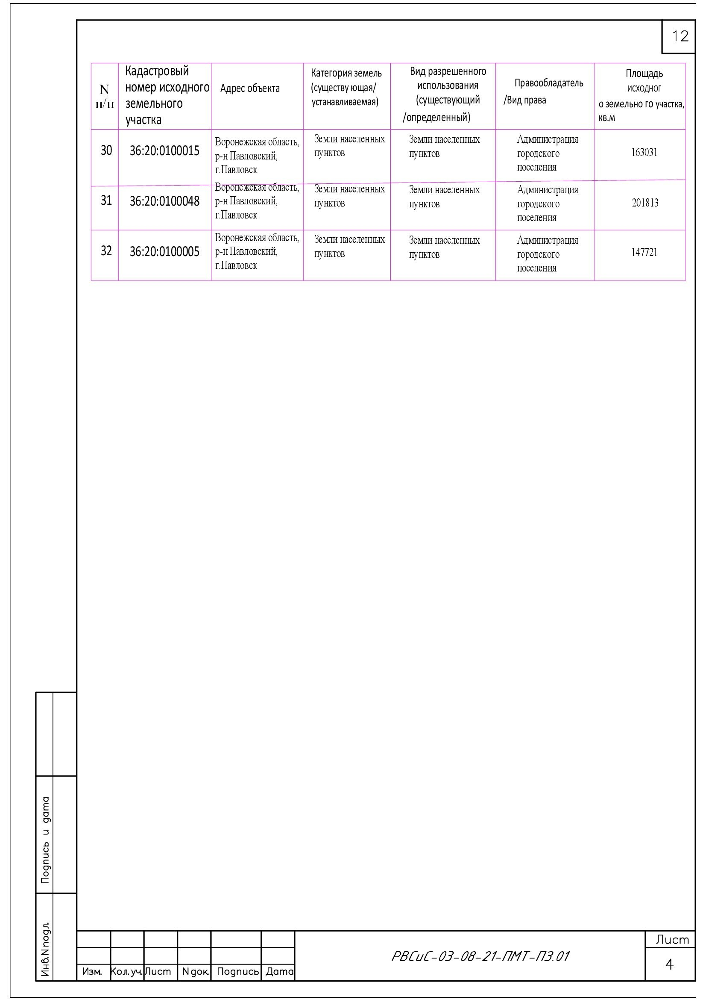 12
N
п/п
Кадастровый
номер исходного
земельного
участка
Адрес объекта
Категория земель
(существу ющая/
устанавливаемая)
Вид разрешенного
использования
(существующий
/определенный)
Правообладатель
/Вид права
Площадь
исходног
о земельно го участка,
кв.м
30
36:20:0100015
Воронежская область,
р-н Павловский,
г.Павловск
Земли населенных
пунктов
Земли населенных
пунктов
Администрация
городского
поселения
163031
31
36:20:0100048
Воронежская область,
р-н Павловский,
г.Павловск
Земли населенных
пунктов
Земли населенных
пунктов
Администрация
городского
поселения
201813
32
36:20:0100005
Воронежская область,
р-н Павловский,
г.Павловск
Земли населенных
пунктов
Земли населенных
пунктов
Администрация
городского
поселения
147721
Подпись и дата
Инв.N подл.
Изм.
Кол.уч.
Лист
N док.
Подпись
Дата
РВСиС-03-08-21-ПМТ-ПЗ.01
Лист
4